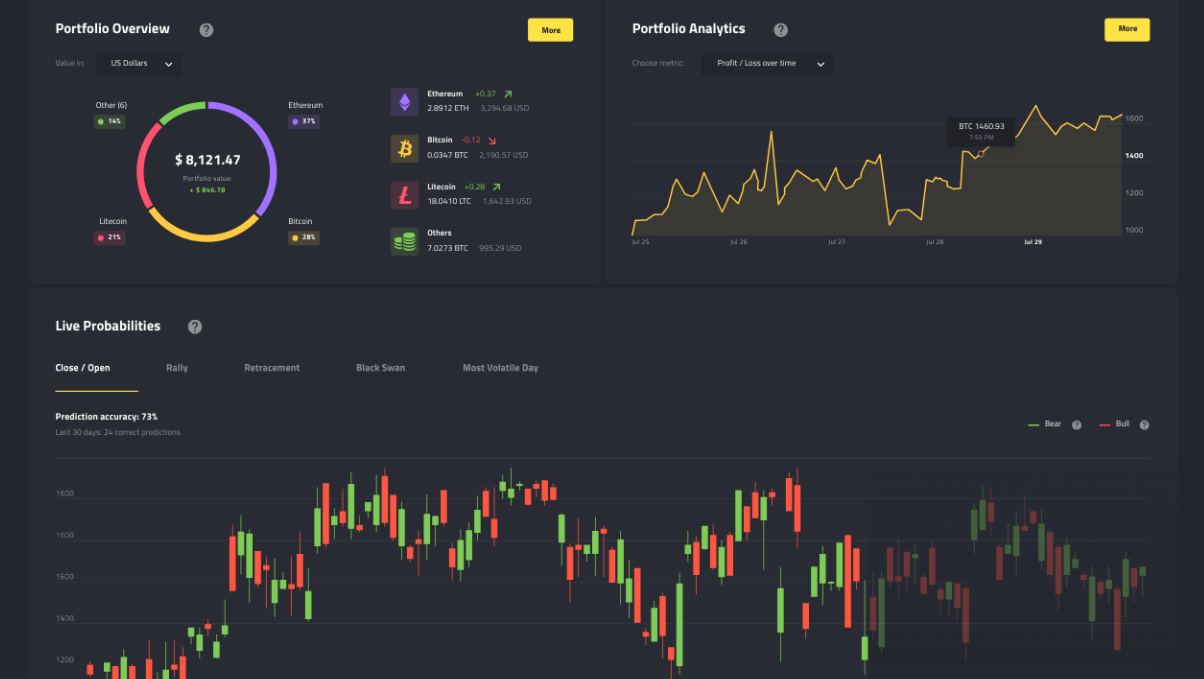 Portfolio Overview
?
More
Value in:
US Dollars
Other (6)
14%
Ethereum
37%
$ 8,121.47
Portfolio value:
+ $ 846.78
Litecoin
21%
Bitcoin
28%
Ethereum +0.37
2.8912 ETH 3,294.68 USD
Bitcoin -0.12
0.0347 BTC 2,190.57 USD
Litecoin +0.28
18.0410 LTC 1,642.93 USD
Others
7.0273 BTC 995.29 USD
Portfolio Analytics
?
More
Choose metric:
Profit / Loss over time
BTC 1460.93
7:55 PM
1600
1400
1200
1000
Jul 25
Jul 26
Jul 27
Jul 28
Jul 29
Live Probabilities
?
Close / Open
Rally
Retracement
Black Swan
Most Volatile Day
Prediction accuracy: 73%
Last 30 days: 24 correct predictions
Bear ?
Bull ?
1600
1600
1600
1400
1200